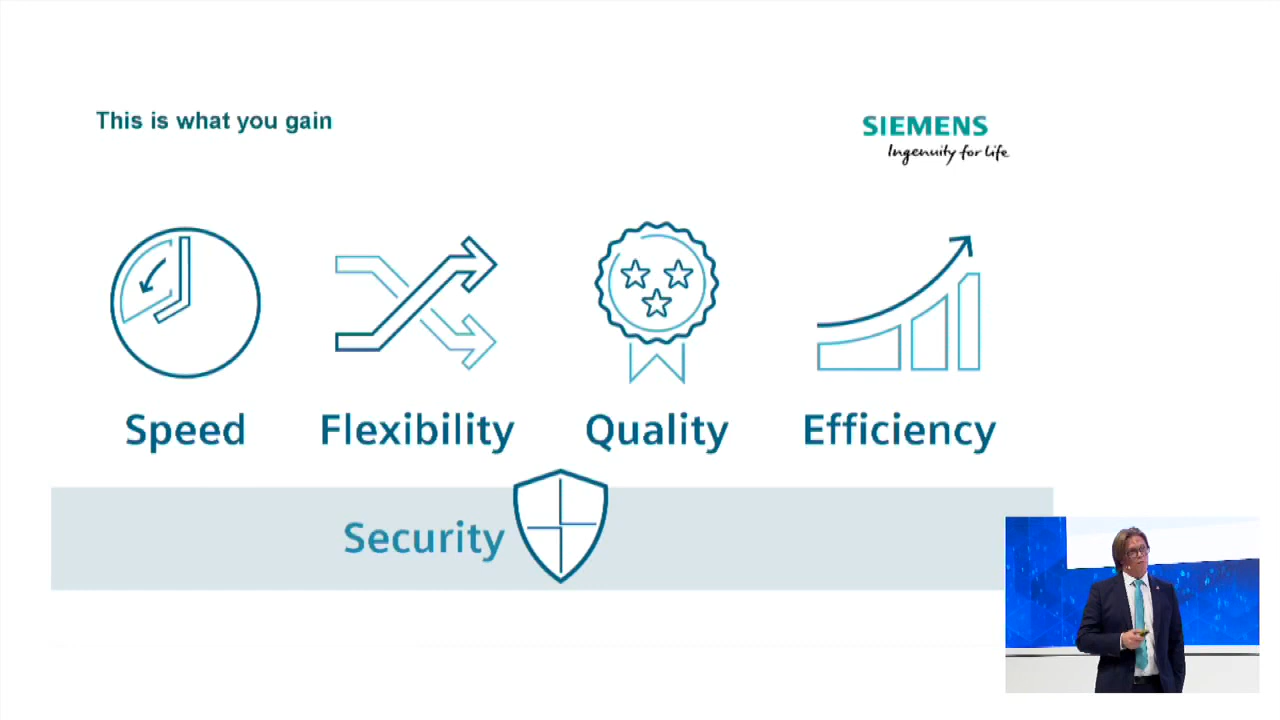 This is what you gain
SIEMENS
Ingenuity for life
Speed
Flexibility
Quality
Efficiency
Security